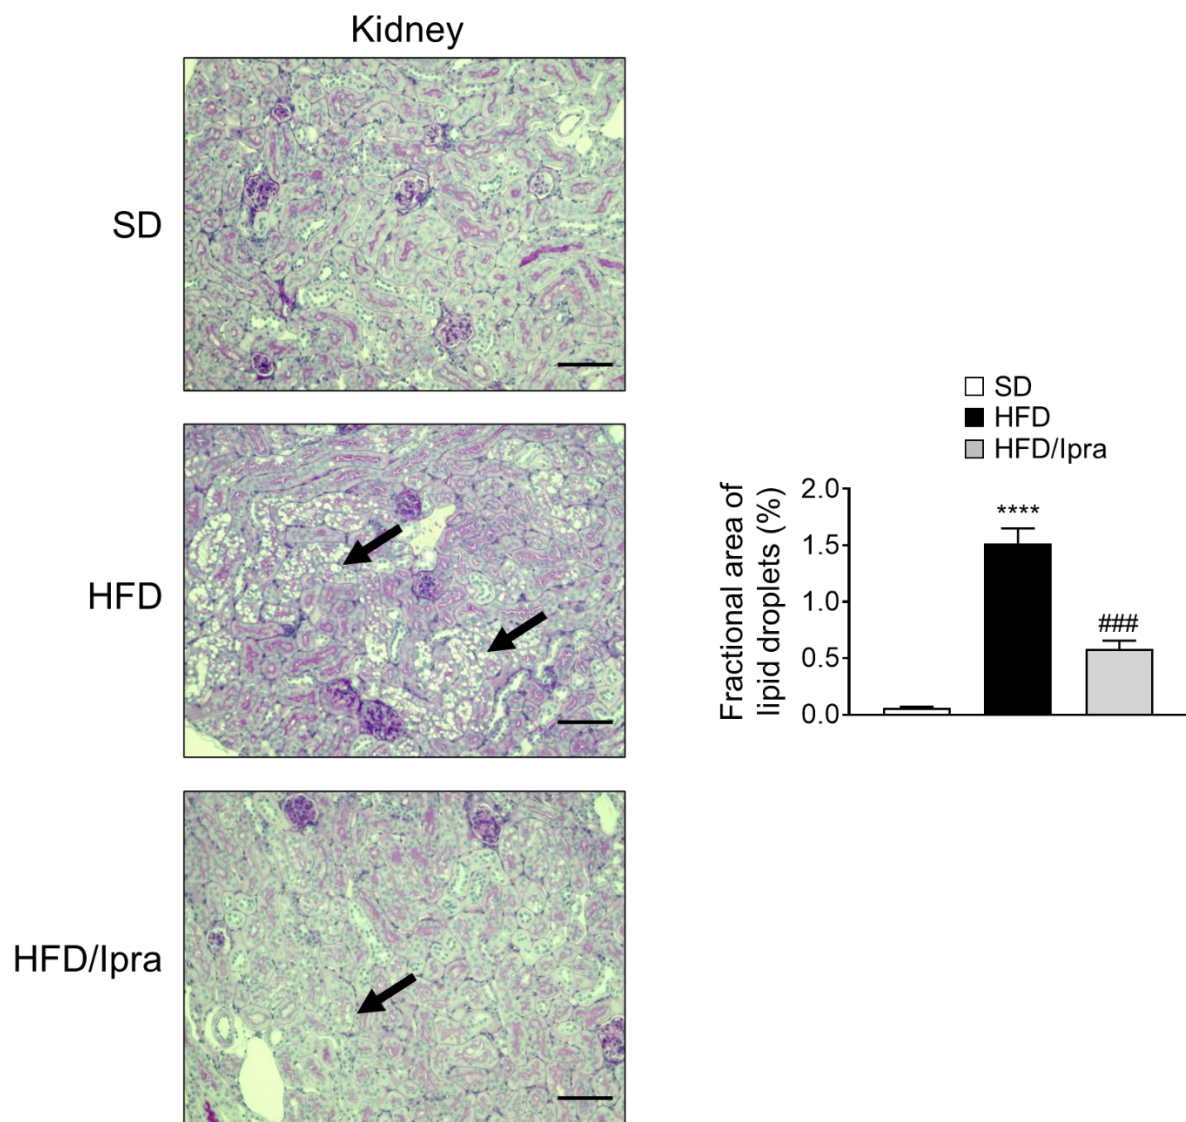 Kidney
SD
HFD
HFD/Ipra
SD
HFD
HFD/Ipra
Fractional area of
lipid droplets (%)
2.0
1.5
1.0
0.5
0.0
****
###